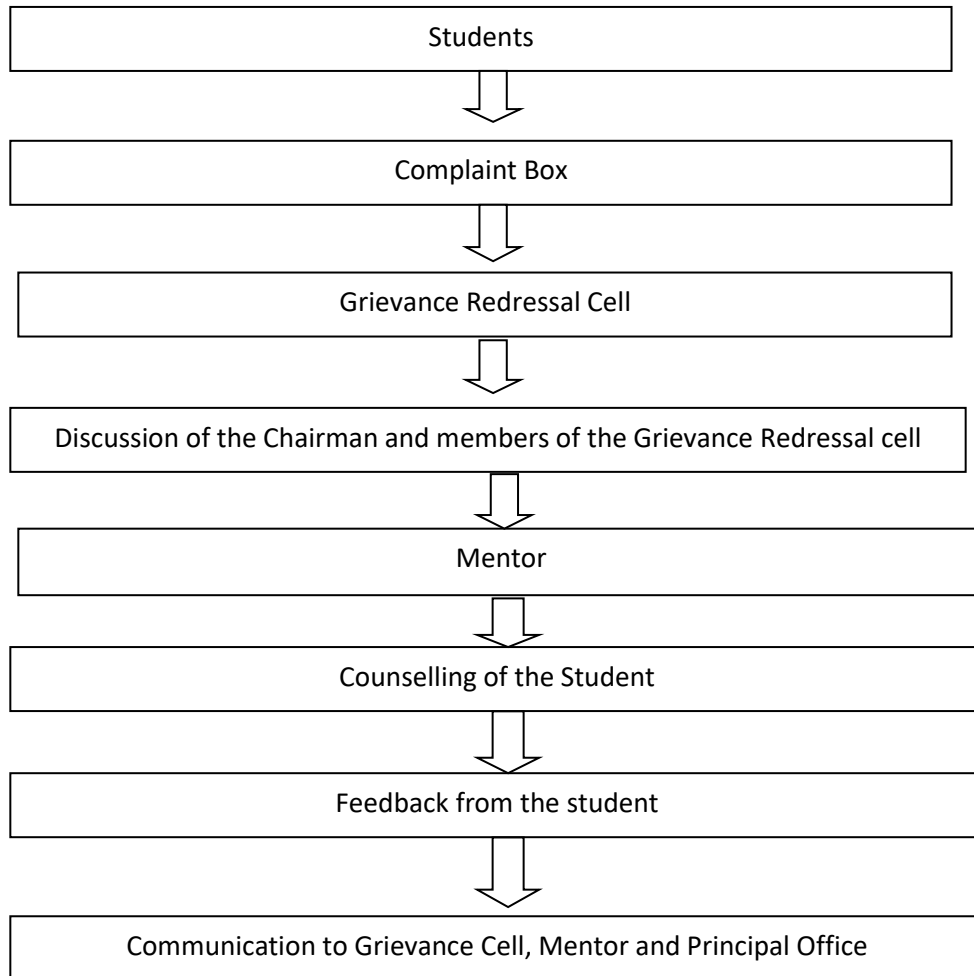 Students
Complaint Box
Grievance Redressal Cell
Discussion of the Chairman and members of the Grievance Redressal cell
Mentor
Counselling of the Student
Feedback from the student
Communication to Grievance Cell, Mentor and Principal Office